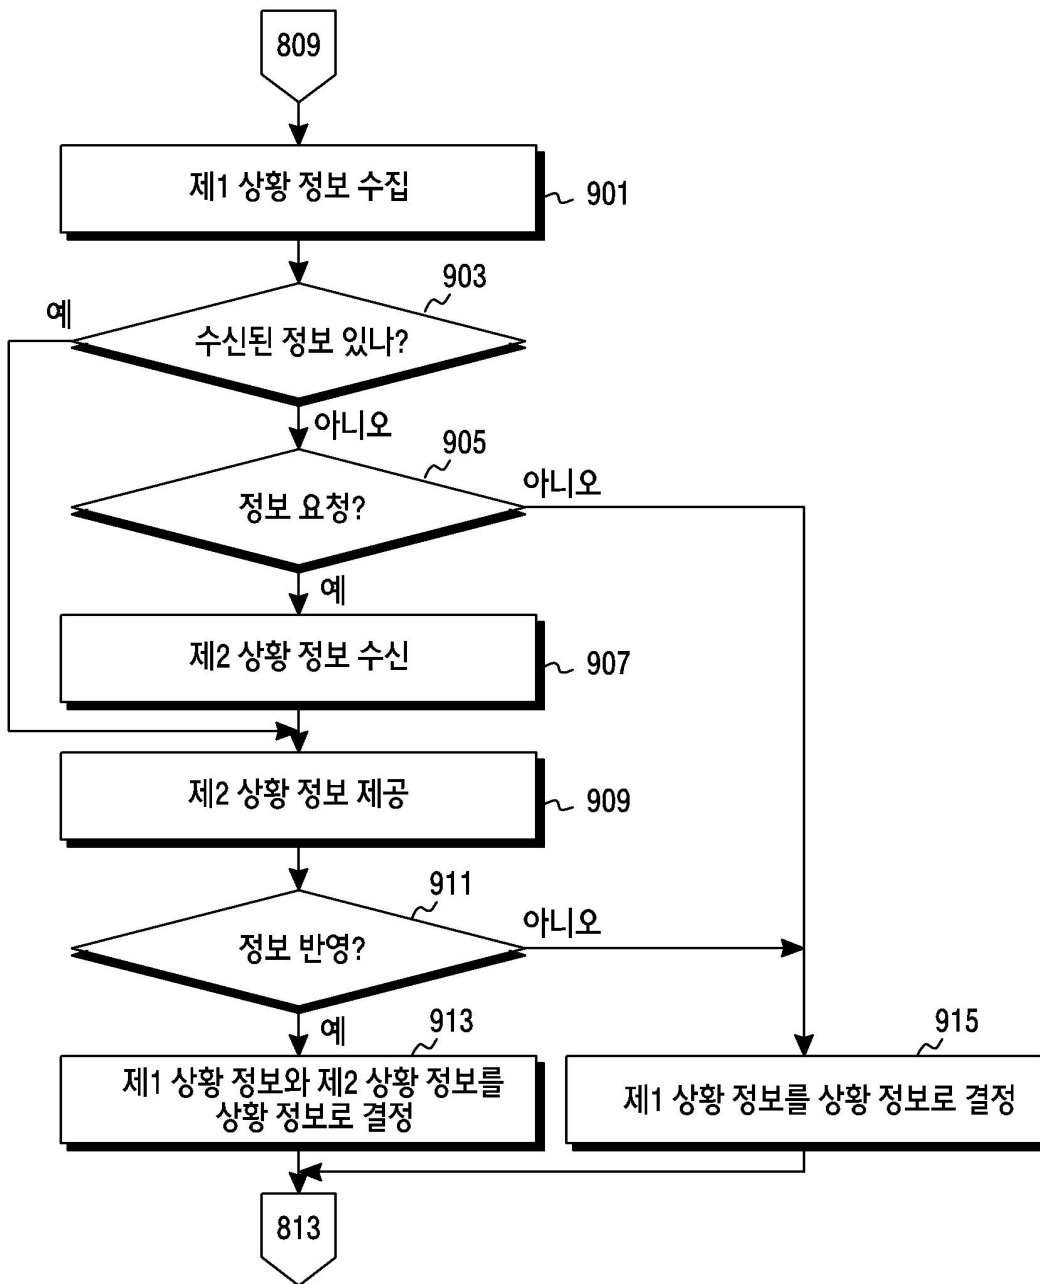 809
제1 상황 정보 수집
901
903
예
수신된 정보 있나?
아니오
905
아니오
정보 요청?
예
제2 상황 정보 수신
907
제2 상황 정보 제공
909
911
아니오
정보 반영?
예
913
915
제1 상황 정보와 제2 상황 정보를
상황 정보로 결정
제1 상황 정보를 상황 정보로 결정
813